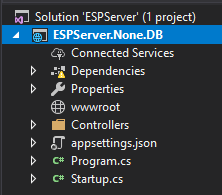 Solution 'ESPServer' (1 project)
ESPServer.None.DB
Connected Services
Dependencies
Properties
wwwroot
Controllers
appsettings.json
C# Program.cs
C# Startup.cs